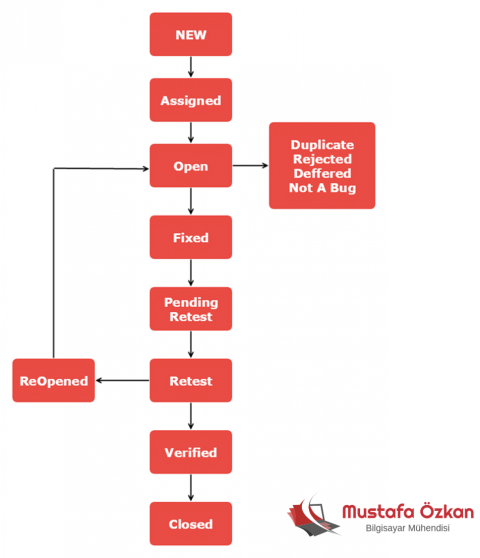 NEW
Assigned
Open
Duplicate
Rejected
Deffered
Not A Bug
Fixed
Pending
Retest
ReOpened
Retest
Verified
Closed
Mustafa Özkan
Bilgisayar Mühendisi